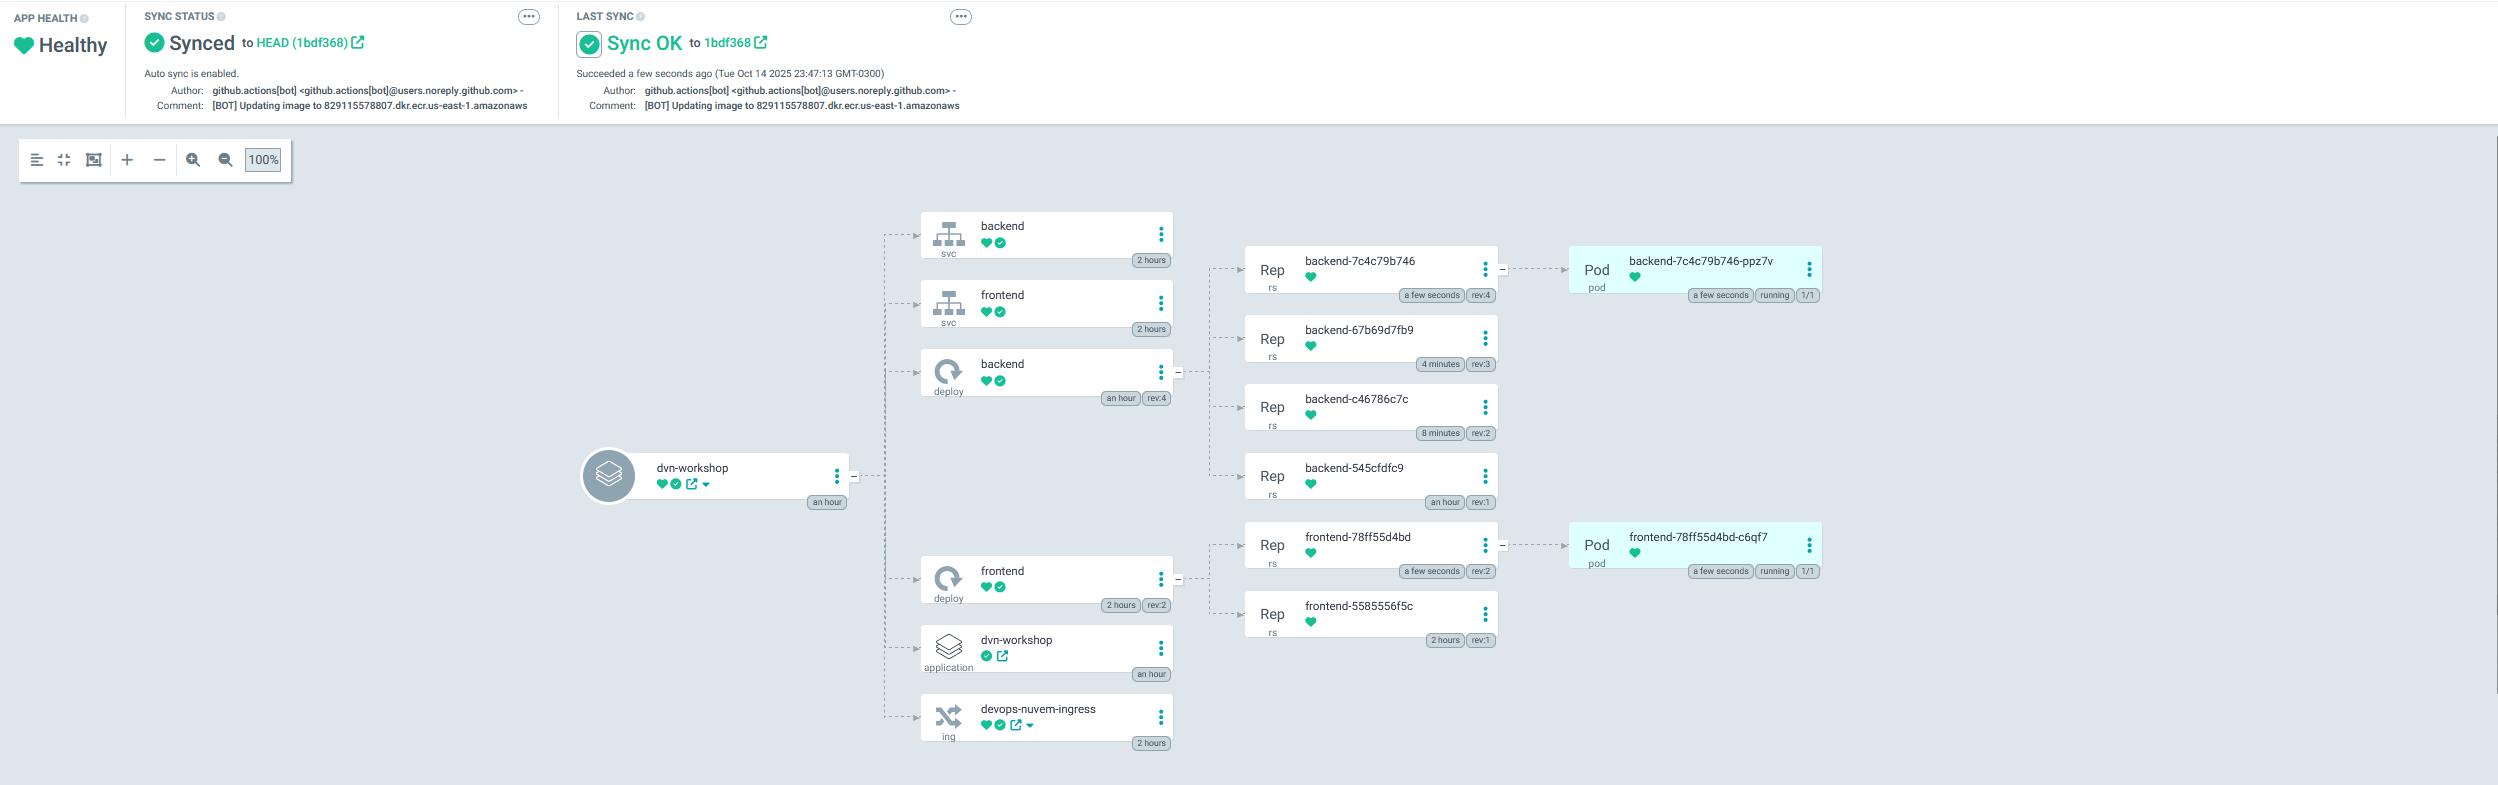 APP HEALTH
Healthy
SYNC STATUS
Synced to HEAD (1bdf368)
Auto sync is enabled.
Author: github.actions[bot] <github.actions[bot]@users.noreply.github.com> -
Comment: [BOT] Updating image to 829115578807.dkr.ecr.us-east-1.amazonaws
LAST SYNC
Sync OK to 1bdf368
Succeeded a few seconds ago (Tue Oct 14 2025 23:47:13 GMT-0300)
Author: github.actions[bot] <github.actions[bot]@users.noreply.github.com> -
Comment: [BOT] Updating image to 829115578807.dkr.ecr.us-east-1.amazonaws
100%
dvn-workshop
an hour
backend
svc
2 hours
frontend
svc
2 hours
backend
deploy
an hour rev:4
frontend
deploy
2 hours rev:2
dvn-workshop
application
an hour
devops-nuvem-ingress
ing
2 hours
Rep
rs
backend-7c4c79b746
a few seconds rev:4
Rep
rs
backend-67b69d7fb9
4 minutes rev:3
Rep
rs
backend-c46786c7c
8 minutes rev:2
Rep
rs
backend-545cfdfc9
an hour rev:1
Rep
rs
frontend-78ff55d4bd
a few seconds rev:2
Rep
rs
frontend-5585556f5c
2 hours rev:1
Pod
pod
backend-7c4c79b746-ppz7v
a few seconds running 1/1
Pod
pod
frontend-78ff55d4bd-c6qf7
a few seconds running 1/1